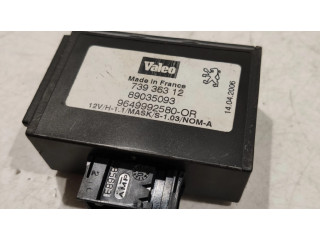 Valeo
Made in France
739 363 12
89035093
9649992580-OR
12V/H-1.1/MASK/S-1.03/NOM-A
14.04.2006